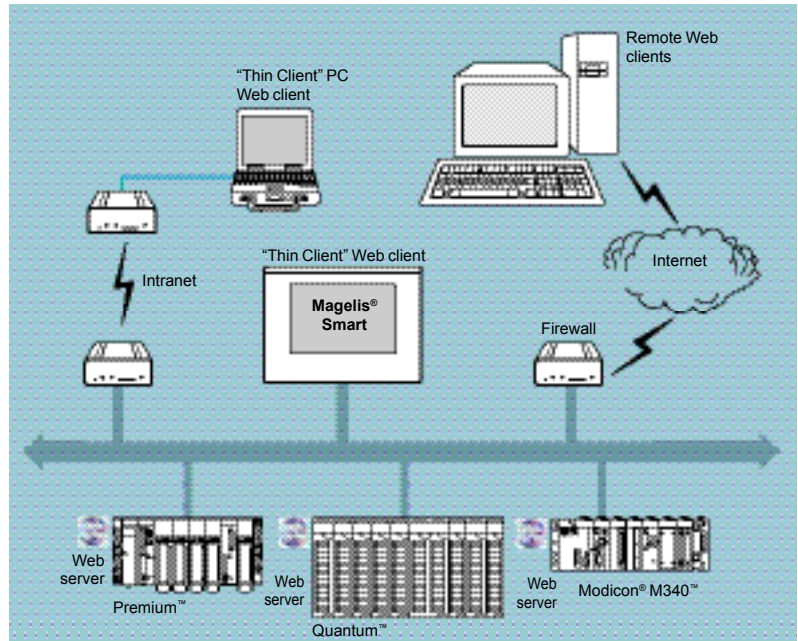 Remote Web
clients
“Thin Client” PC
Web client
“Thin Client” Web client
Intranet
Internet
Magelis®
Smart
Firewall
Web
server
Premium™
Web
server
Quantum™
Web
server
Modicon® M340™